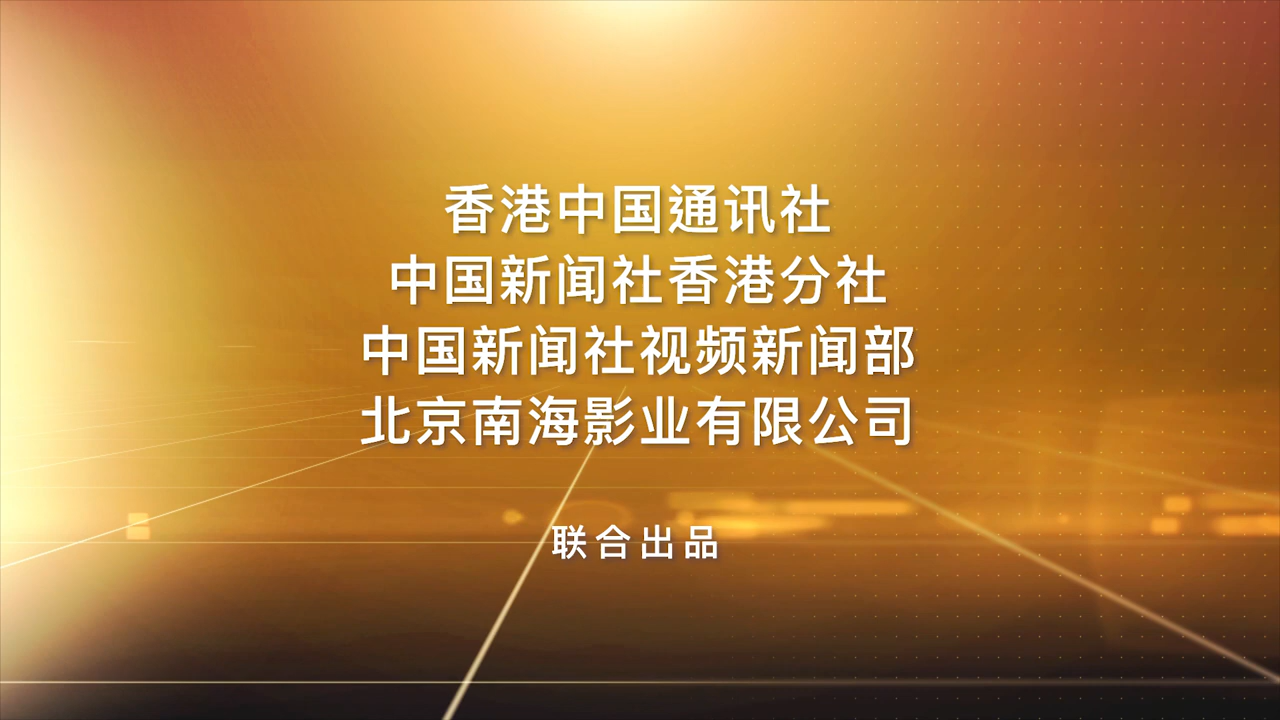 香港中国通讯社
中国新闻社香港分社
中国新闻社视频新闻部
北京南海影业有限公司
联合出品